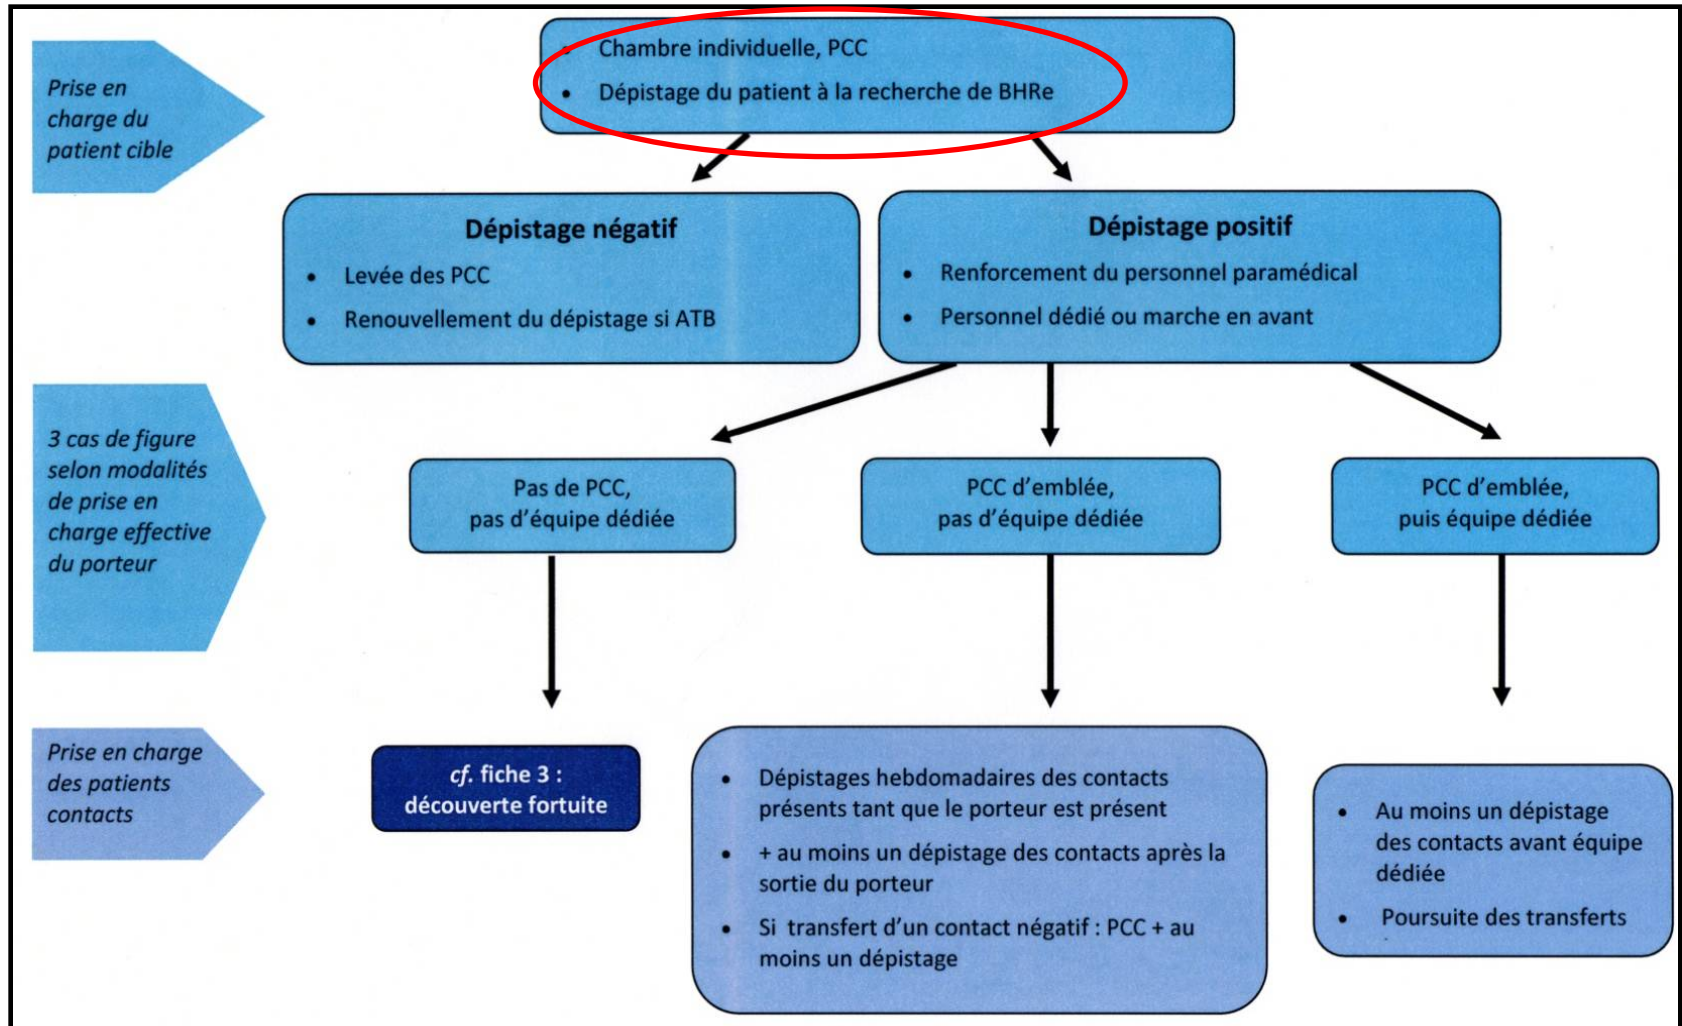 Prise en
charge du
patient cible
• Chambre individuelle, PCC
• Dépistage du patient à la recherche de BHRe
Dépistage négatif
• Levée des PCC
• Renouvellement du dépistage si ATB
Dépistage positif
• Renforcement du personnel paramédical
• Personnel dédié ou marche en avant
3 cas de figure
selon modalités
de prise en
charge effective
du porteur
Pas de PCC,
pas d'équipe dédiée
PCC d'emblée,
pas d'équipe dédiée
PCC d'emblée,
puis équipe dédiée
Prise en charge
des patients
contacts
cf. fiche 3 :
découverte fortuite
• Dépistages hebdomadaires des contacts
présents tant que le porteur est présent
• + au moins un dépistage des contacts après la
sortie du porteur
• Si transfert d'un contact négatif : PCC + au
moins un dépistage
• Au moins un dépistage
des contacts avant équipe
dédiée
• Poursuite des transferts